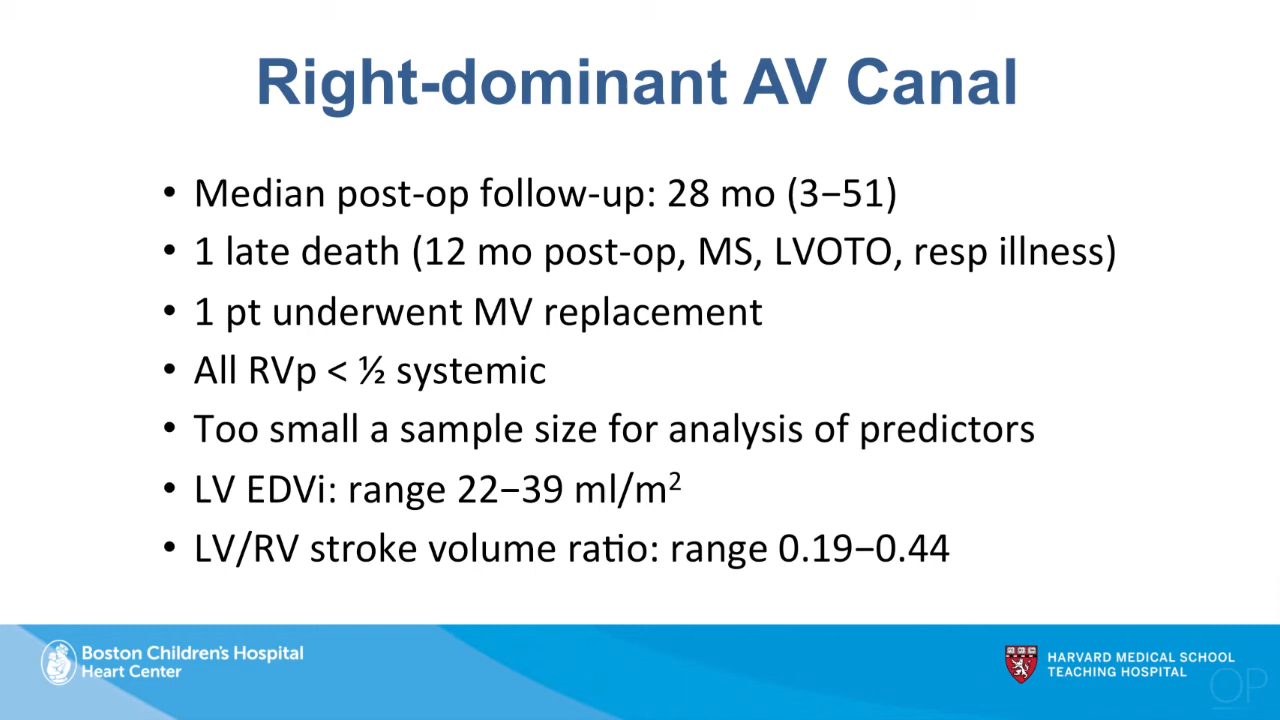 Right-dominant AV Canal
• Median post-op follow-up: 28 mo (3–51)
• 1 late death (12 mo post-op, MS, LVOTO, resp illness)
• 1 pt underwent MV replacement
• All RVp < ½ systemic
• Too small a sample size for analysis of predictors
• LV EDVi: range 22–39 ml/m²
• LV/RV stroke volume ratio: range 0.19–0.44
Boston Children's Hospital
Heart Center
HARVARD MEDICAL SCHOOL
TEACHING HOSPITAL
OP